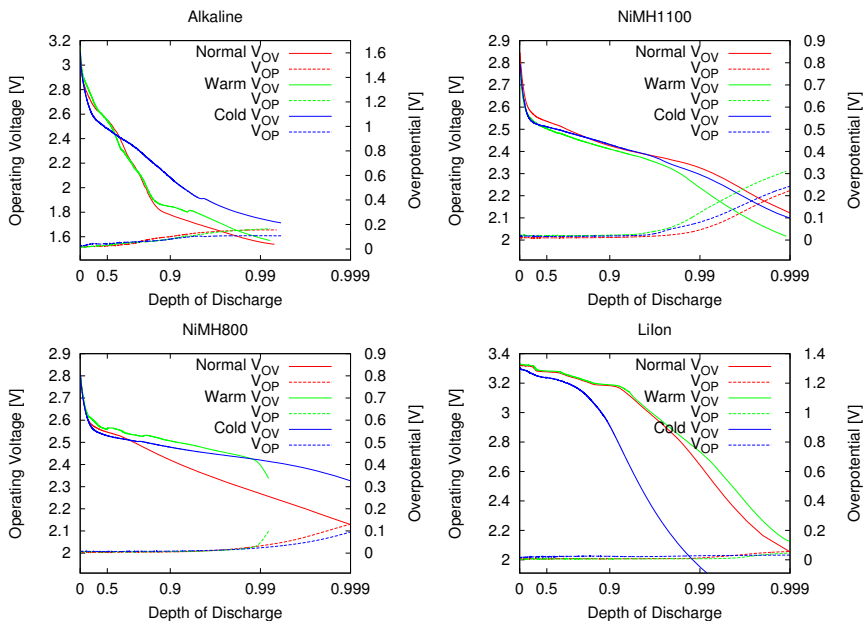 Alkaline
3.2
3
2.8
2.6
2.4
2.2
2
1.8
1.6
Operating Voltage [V]
1.6
1.4
1.2
1
0.8
0.6
0.4
0.2
0
Overpotential [V]
Normal V_OV
V_OP
Warm V_OV
V_OP
Cold V_OV
V_OP
0 0.5 0.9 0.99 0.999
Depth of Discharge
NiMH1100
2.9
2.8
2.7
2.6
2.5
2.4
2.3
2.2
2.1
2
Operating Voltage [V]
0.9
0.8
0.7
0.6
0.5
0.4
0.3
0.2
0.1
0
Overpotential [V]
Normal V_OV
V_OP
Warm V_OV
V_OP
Cold V_OV
V_OP
0 0.5 0.9 0.99 0.999
Depth of Discharge
NiMH800
2.9
2.8
2.7
2.6
2.5
2.4
2.3
2.2
2.1
2
Operating Voltage [V]
0.9
0.8
0.7
0.6
0.5
0.4
0.3
0.2
0.1
0
Overpotential [V]
Normal V_OV
V_OP
Warm V_OV
V_OP
Cold V_OV
V_OP
0 0.5 0.9 0.99 0.999
Depth of Discharge
LiIon
3.4
3.2
3
2.8
2.6
2.4
2.2
2
Operating Voltage [V]
1.4
1.2
1
0.8
0.6
0.4
0.2
0
Overpotential [V]
Normal V_OV
V_OP
Warm V_OV
V_OP
Cold V_OV
V_OP
0 0.5 0.9 0.99 0.999
Depth of Discharge